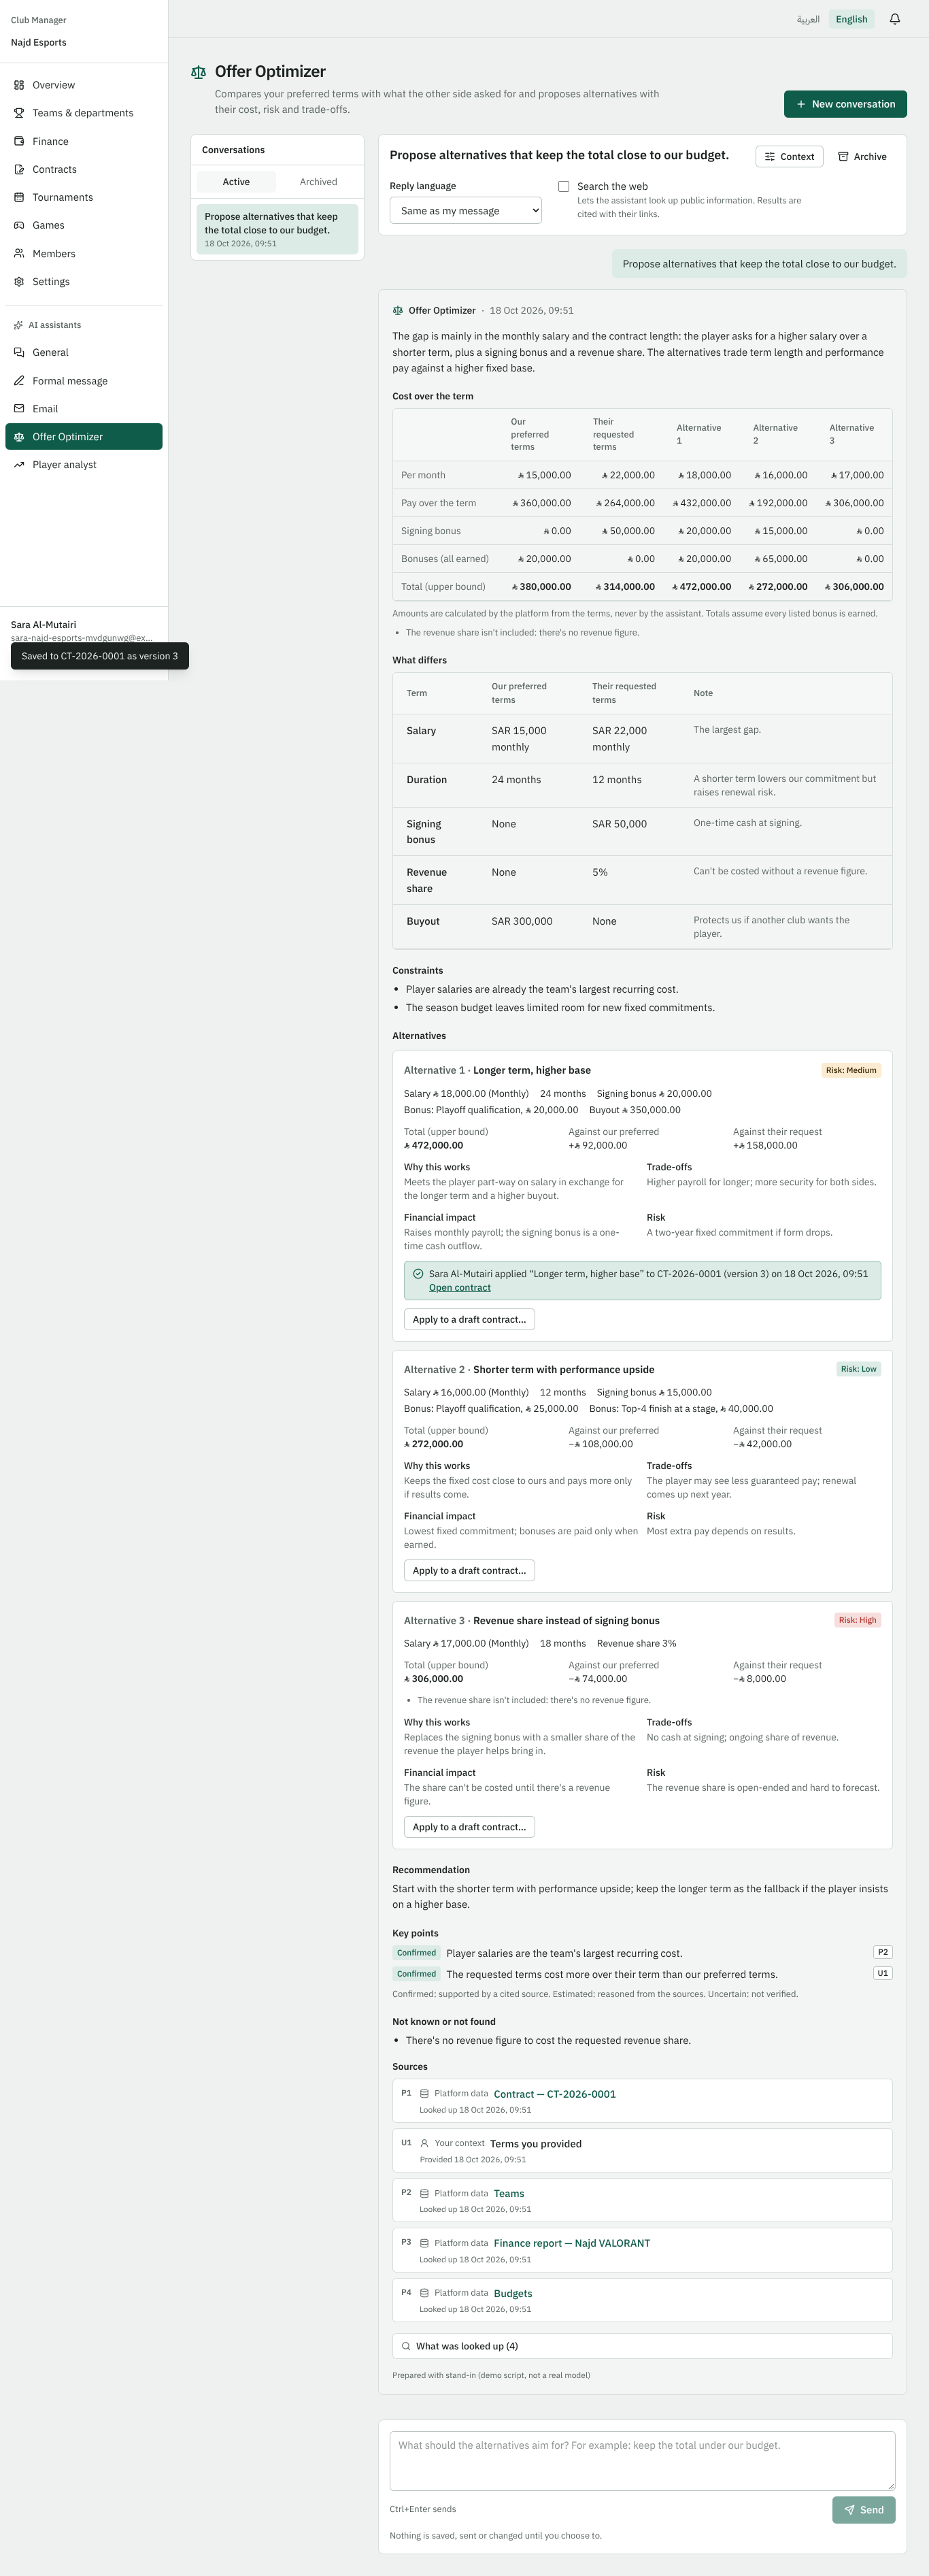 Club Manager
Najd Esports
Overview
Teams & departments
Finance
Contracts
Tournaments
Games
Members
Settings
AI assistants
General
Formal message
Email
Offer Optimizer
Player analyst
Sara Al-Mutairi
sara-najd-esports-mvdgunwg@ex...
Saved to CT-2026-0001 as version 3
العربية
English
Offer Optimizer
Compares your preferred terms with what the other side asked for and proposes alternatives with
their cost, risk and trade-offs.
New conversation
Conversations
Active Archived
Propose alternatives that keep
the total close to our budget.
18 Oct 2026, 09:51
Propose alternatives that keep the total close to our budget.
Context
Archive
Reply language
Same as my message
Search the web
Lets the assistant look up public information. Results are
cited with their links.
Propose alternatives that keep the total close to our budget.
Offer Optimizer · 18 Oct 2026, 09:51
The gap is mainly in the monthly salary and the contract length: the player asks for a higher salary over a
shorter term, plus a signing bonus and a revenue share. The alternatives trade term length and performance
pay against a higher fixed base.
Cost over the term
Our preferred terms Their requested terms Alternative 1 Alternative 2 Alternative 3
Per month ⃁ 15,000.00 ⃁ 22,000.00 ⃁ 18,000.00 ⃁ 16,000.00 ⃁ 17,000.00
Pay over the term ⃁ 360,000.00 ⃁ 264,000.00 ⃁ 432,000.00 ⃁ 192,000.00 ⃁ 306,000.00
Signing bonus ⃁ 0.00 ⃁ 50,000.00 ⃁ 20,000.00 ⃁ 15,000.00 ⃁ 0.00
Bonuses (all earned) ⃁ 20,000.00 ⃁ 0.00 ⃁ 20,000.00 ⃁ 65,000.00 ⃁ 0.00
Total (upper bound) ⃁ 380,000.00 ⃁ 314,000.00 ⃁ 472,000.00 ⃁ 272,000.00 ⃁ 306,000.00
Amounts are calculated by the platform from the terms, never by the assistant. Totals assume every listed bonus is earned.
• The revenue share isn't included: there's no revenue figure.
What differs
Term Our preferred terms Their requested terms Note
Salary SAR 15,000 monthly SAR 22,000 monthly The largest gap.
Duration 24 months 12 months A shorter term lowers our commitment but raises renewal risk.
Signing bonus None SAR 50,000 One-time cash at signing.
Revenue share None 5% Can't be costed without a revenue figure.
Buyout SAR 300,000 None Protects us if another club wants the player.
Constraints
• Player salaries are already the team's largest recurring cost.
• The season budget leaves limited room for new fixed commitments.
Alternatives
Alternative 1 · Longer term, higher base Risk: Medium
Salary ⃁ 18,000.00 (Monthly) 24 months Signing bonus ⃁ 20,000.00
Bonus: Playoff qualification, ⃁ 20,000.00 Buyout ⃁ 350,000.00
Total (upper bound) Against our preferred Against their request
⃁ 472,000.00 +⃁ 92,000.00 +⃁ 158,000.00
Why this works
Meets the player part-way on salary in exchange for
the longer term and a higher buyout.
Trade-offs
Higher payroll for longer; more security for both sides.
Financial impact
Raises monthly payroll; the signing bonus is a one-
time cash outflow.
Risk
A two-year fixed commitment if form drops.
Sara Al-Mutairi applied “Longer term, higher base” to CT-2026-0001 (version 3) on 18 Oct 2026, 09:51
Open contract
Apply to a draft contract...
Alternative 2 · Shorter term with performance upside Risk: Low
Salary ⃁ 16,000.00 (Monthly) 12 months Signing bonus ⃁ 15,000.00
Bonus: Playoff qualification, ⃁ 25,000.00 Bonus: Top-4 finish at a stage, ⃁ 40,000.00
Total (upper bound) Against our preferred Against their request
⃁ 272,000.00 −⃁ 108,000.00 −⃁ 42,000.00
Why this works
Keeps the fixed cost close to ours and pays more only
if results come.
Trade-offs
The player may see less guaranteed pay; renewal
comes up next year.
Financial impact
Lowest fixed commitment; bonuses are paid only when
earned.
Risk
Most extra pay depends on results.
Apply to a draft contract...
Alternative 3 · Revenue share instead of signing bonus Risk: High
Salary ⃁ 17,000.00 (Monthly) 18 months Revenue share 3%
Total (upper bound) Against our preferred Against their request
⃁ 306,000.00 −⃁ 74,000.00 −⃁ 8,000.00
• The revenue share isn't included: there's no revenue figure.
Why this works
Replaces the signing bonus with a smaller share of the
revenue the player helps bring in.
Trade-offs
No cash at signing; ongoing share of revenue.
Financial impact
The share can't be costed until there's a revenue
figure.
Risk
The revenue share is open-ended and hard to forecast.
Apply to a draft contract...
Recommendation
Start with the shorter term with performance upside; keep the longer term as the fallback if the player insists
on a higher base.
Key points
Confirmed Player salaries are the team's largest recurring cost. P2
Confirmed The requested terms cost more over their term than our preferred terms. U1
Confirmed: supported by a cited source. Estimated: reasoned from the sources. Uncertain: not verified.
Not known or not found
• There's no revenue figure to cost the requested revenue share.
Sources
P1 Platform data Contract — CT-2026-0001
Looked up 18 Oct 2026, 09:51
U1 Your context Terms you provided
Provided 18 Oct 2026, 09:51
P2 Platform data Teams
Looked up 18 Oct 2026, 09:51
P3 Platform data Finance report — Najd VALORANT
Looked up 18 Oct 2026, 09:51
P4 Platform data Budgets
Looked up 18 Oct 2026, 09:51
What was looked up (4)
Prepared with stand-in (demo script, not a real model)
What should the alternatives aim for? For example: keep the total under our budget.
Ctrl+Enter sends
Send
Nothing is saved, sent or changed until you choose to.